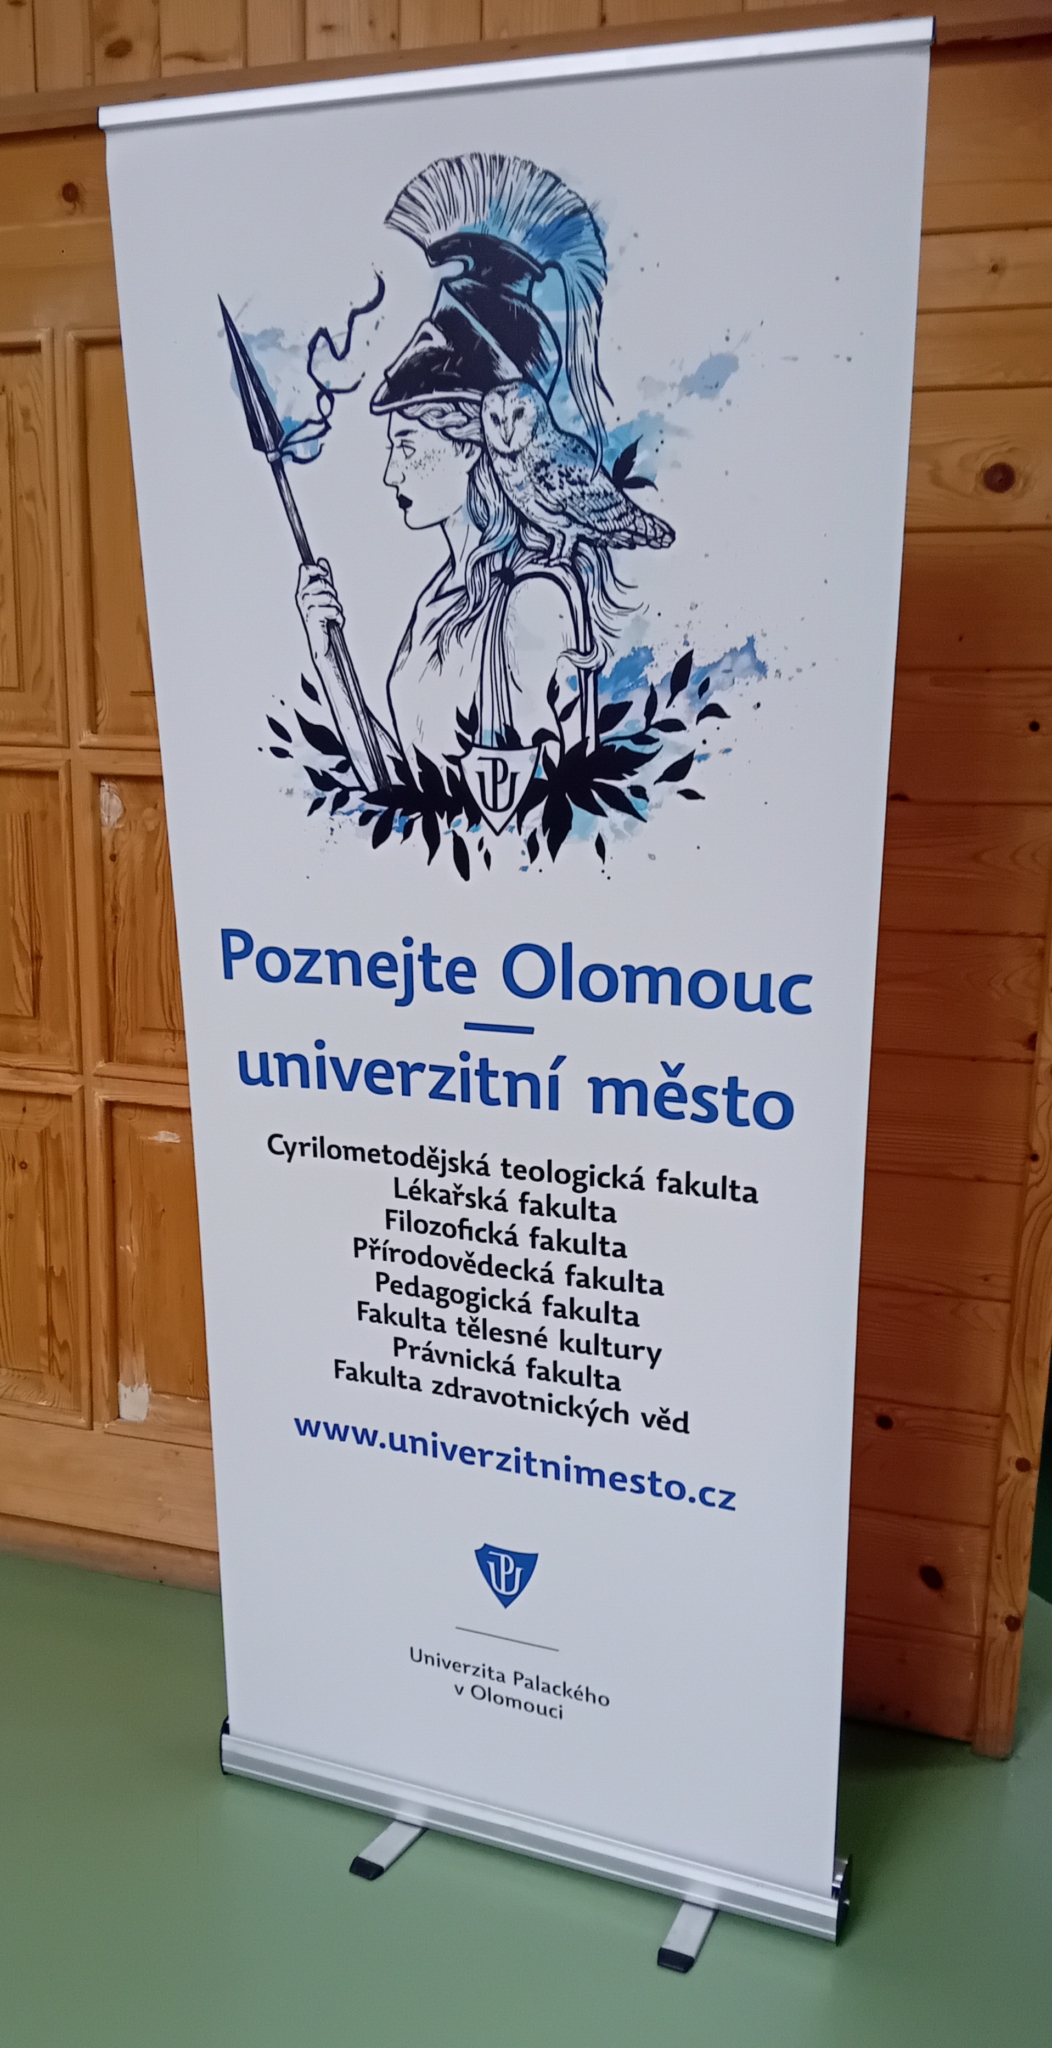 UP
Poznejte Olomouc
—
univerzitní město
Cyrilometodějská teologická fakulta
Lékařská fakulta
Filozofická fakulta
Přírodovědecká fakulta
Pedagogická fakulta
Fakulta tělesné kultury
Právnická fakulta
Fakulta zdravotnických věd
www.univerzitnimesto.cz
UP
Univerzita Palackého
v Olomouci